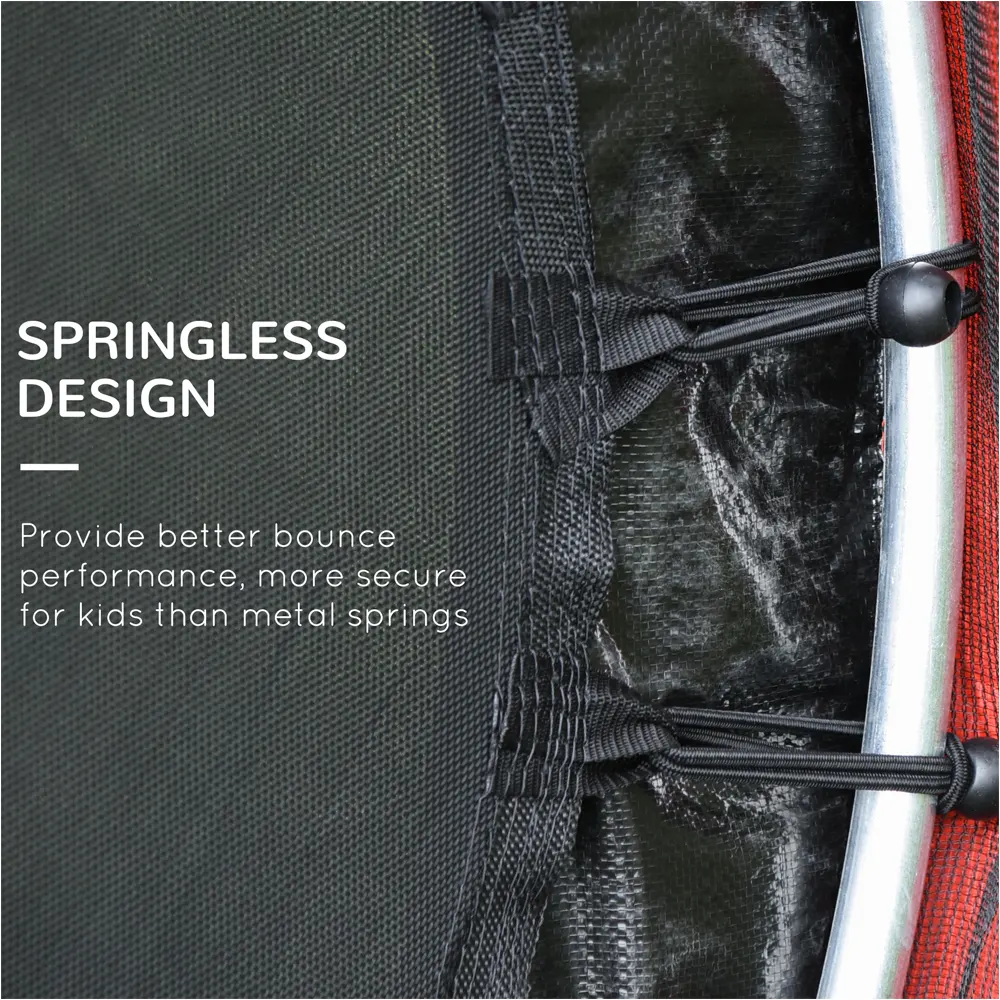 SPRINGLESS
DESIGN
Provide better bounce
performance, more secure
for kids than metal springs